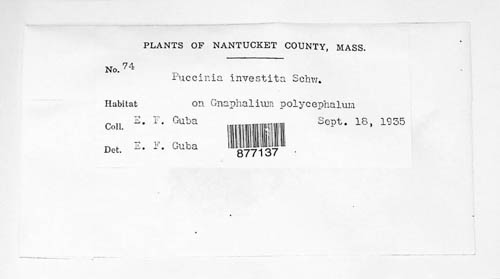 PLANTS OF NANTUCKET COUNTY, MASS.
No. 74
Puccinia investita Schw.
Habitat on Gnaphalium polycephalum
Coll. E. F. Guba Sept. 18, 1935
Det. E. F. Guba
877137